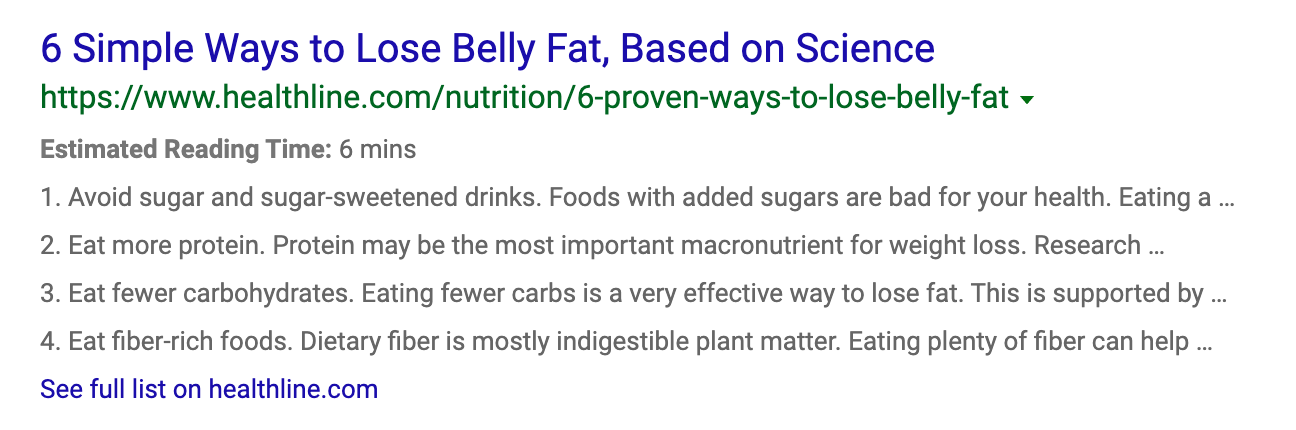 6 Simple Ways to Lose Belly Fat, Based on Science
https://www.healthline.com/nutrition/6-proven-ways-to-lose-belly-fat
Estimated Reading Time: 6 mins
1. Avoid sugar and sugar-sweetened drinks. Foods with added sugars are bad for your health. Eating a ...
2. Eat more protein. Protein may be the most important macronutrient for weight loss. Research ...
3. Eat fewer carbohydrates. Eating fewer carbs is a very effective way to lose fat. This is supported by ...
4. Eat fiber-rich foods. Dietary fiber is mostly indigestible plant matter. Eating plenty of fiber can help ...
See full list on healthline.com